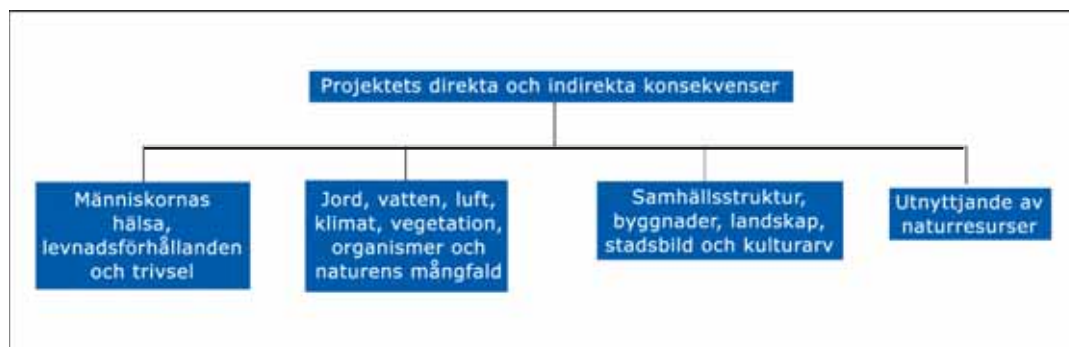 Projektets direkta och indirekta konsekvenser
Människornas
hälsa,
levnadsförhållanden
och trivsel
Jord, vatten, luft,
klimat, vegetation,
organismer och
naturens mångfald
Samhällsstruktur,
byggnader, landskap,
stadsbild och kulturarv
Utnyttjande av
naturresurser